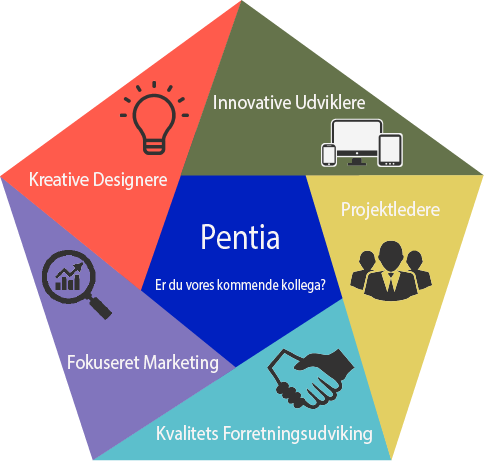 Innovative Udviklere
Kreative Designere
Projektledere
Pentia
Er du vores kommende kollega?
Fokuseret Marketing
Kvalitets Forretningsudviking